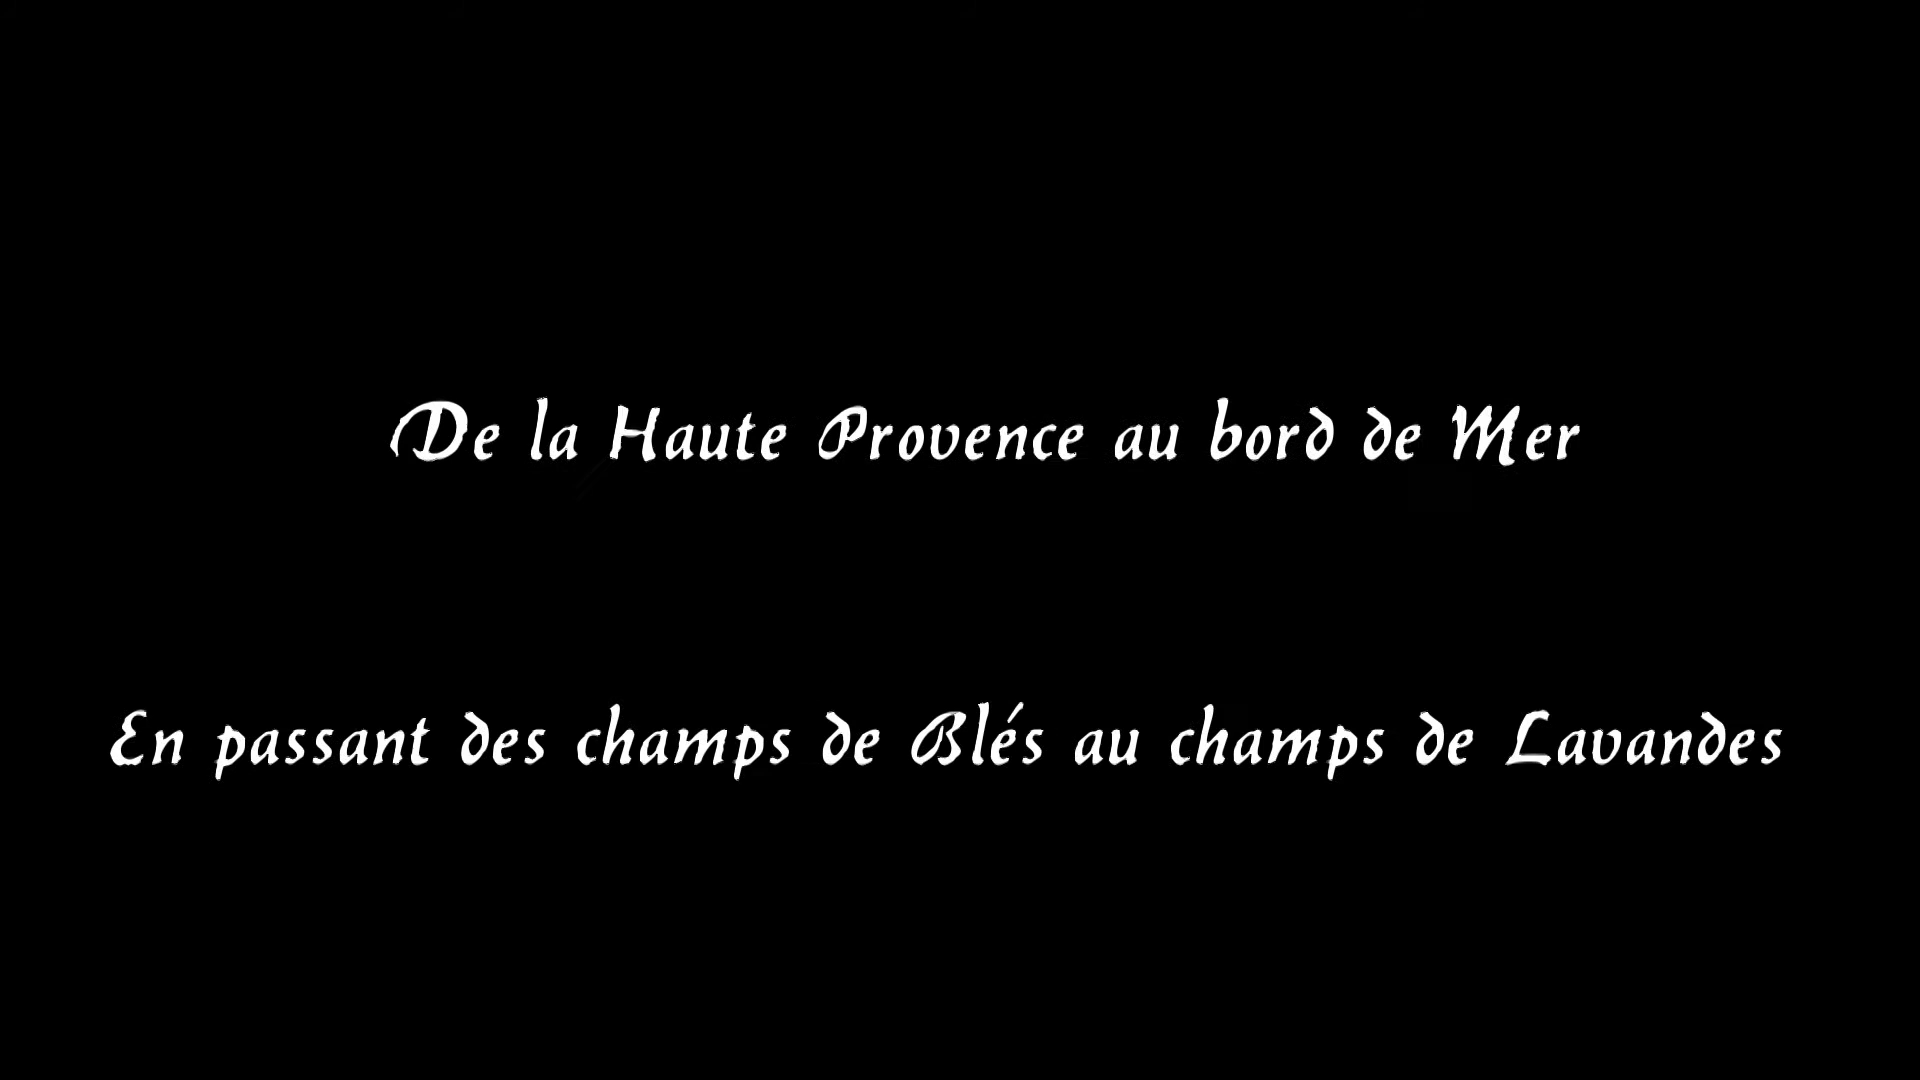 De la Haute Provence au bord de Mer
En passant des champs de Blés au champs de Lavandes